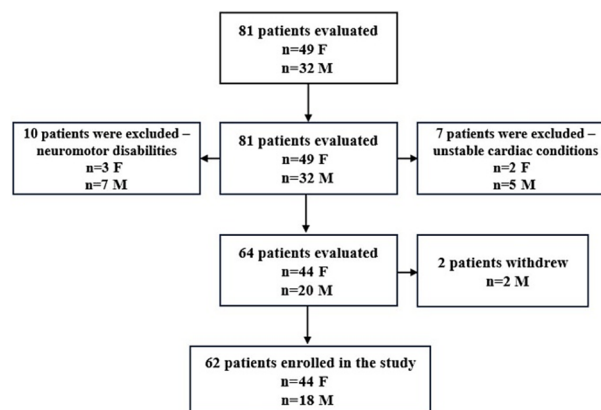 81 patients evaluated
n=49 F
n=32 M
10 patients were excluded –
neuromotor disabilities
n=3 F
n=7 M
81 patients evaluated
n=49 F
n=32 M
7 patients were excluded –
unstable cardiac conditions
n=2 F
n=5 M
64 patients evaluated
n=44 F
n=20 M
2 patients withdrew
n=2 M
62 patients enrolled in the study
n=44 F
n=18 M